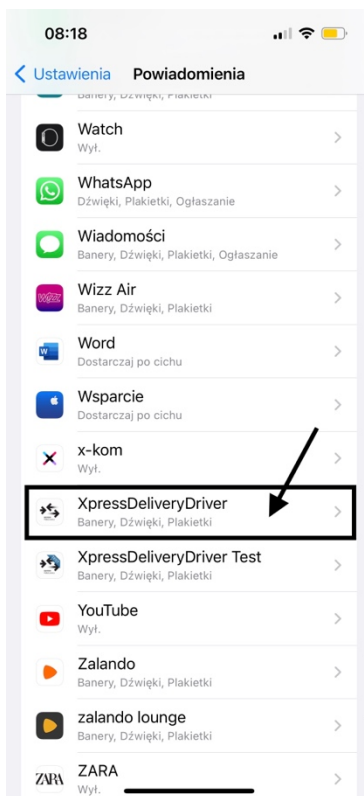 08:18
Ustawienia Powiadomienia
Banery, Dźwięki, Plakietki
Watch
Wył.
WhatsApp
Dźwięki, Plakietki, Ogłaszanie
Wiadomości
Banery, Dźwięki, Plakietki, Ogłaszanie
Wizz Air
Banery, Dźwięki, Plakietki
Word
Dostarczaj po cichu
Wsparcie
Dostarczaj po cichu
x-kom
Wył.
XpressDeliveryDriver
Banery, Dźwięki, Plakietki
XpressDeliveryDriver Test
Banery, Dźwięki, Plakietki
YouTube
Wył.
Zalando
Banery, Dźwięki, Plakietki
zalando lounge
Banery, Dźwięki, Plakietki
ZARA
ZARA
Wył.